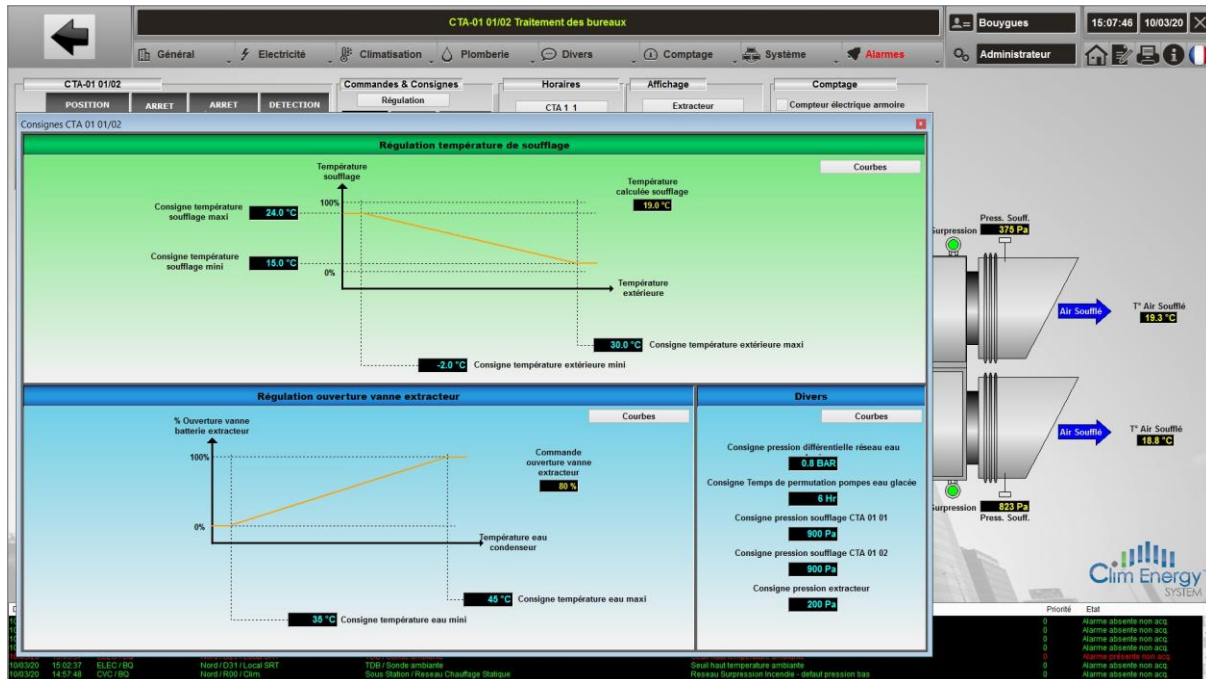 CTA-01 01/02 Traitement des bureaux
Bouygues
15:07:46 10/03/20
Général Electricité Climatisation Plomberie Divers Comptage Système Alarmes
Administrateur
CTA-01 01/02
Commandes & Consignes
Horaires
Affichage
Comptage
POSITION ARRET ARRET DETECTION
Régulation
CTA 1 1
Extracteur
Compteur électrique armoire
Consignes CTA 01 01/02
Régulation température de soufflage
Courbes
Température
soufflage
100%
0%
Température
calculée soufflage
19.0 °C
Consigne température
soufflage maxi
24.0 °C
Consigne température
soufflage mini
15.0 °C
Température
extérieure
30.0 °C Consigne température extérieure maxi
-2.0 °C Consigne température extérieure mini
Régulation ouverture vanne extracteur
Courbes
% Ouverture vanne
batterie extracteur
100%
0%
Commande
ouverture vanne
extracteur
80 %
Température eau
condenseur
45 °C Consigne température eau maxi
35 °C Consigne température eau mini
Divers
Courbes
Consigne pression différentielle réseau eau
0.8 BAR
Consigne Temps de permutation pompes eau glacée
6 Hr
Consigne pression soufflage CTA 01 01
900 Pa
Consigne pression soufflage CTA 01 02
900 Pa
Consigne pression extracteur
200 Pa
Press. Souff.
375 Pa
Surpression
Air Soufflé
T° Air Soufflé
19.3 °C
Air Soufflé
T° Air Soufflé
18.8 °C
Surpression
823 Pa
Press. Souff.
Clim Energy
SYSTEM
Priorité Etat
0 Alarme absente non acq.
0 Alarme absente non acq.
0 Alarme absente non acq.
0 Alarme présente non acq.
10/03/20 15:02:37 ELEC / BQ Nord / D31 / Local SRT TDB / Sonde ambiante Seuil haut temperature ambiante 0 Alarme absente non acq.
10/03/20 14:57:48 CVC / BQ Nord / R00 / Clim Sous Station / Reseau Chauffage Statique Reseau Surpression Incendie - defaut pression bas 0 Alarme absente non acq.